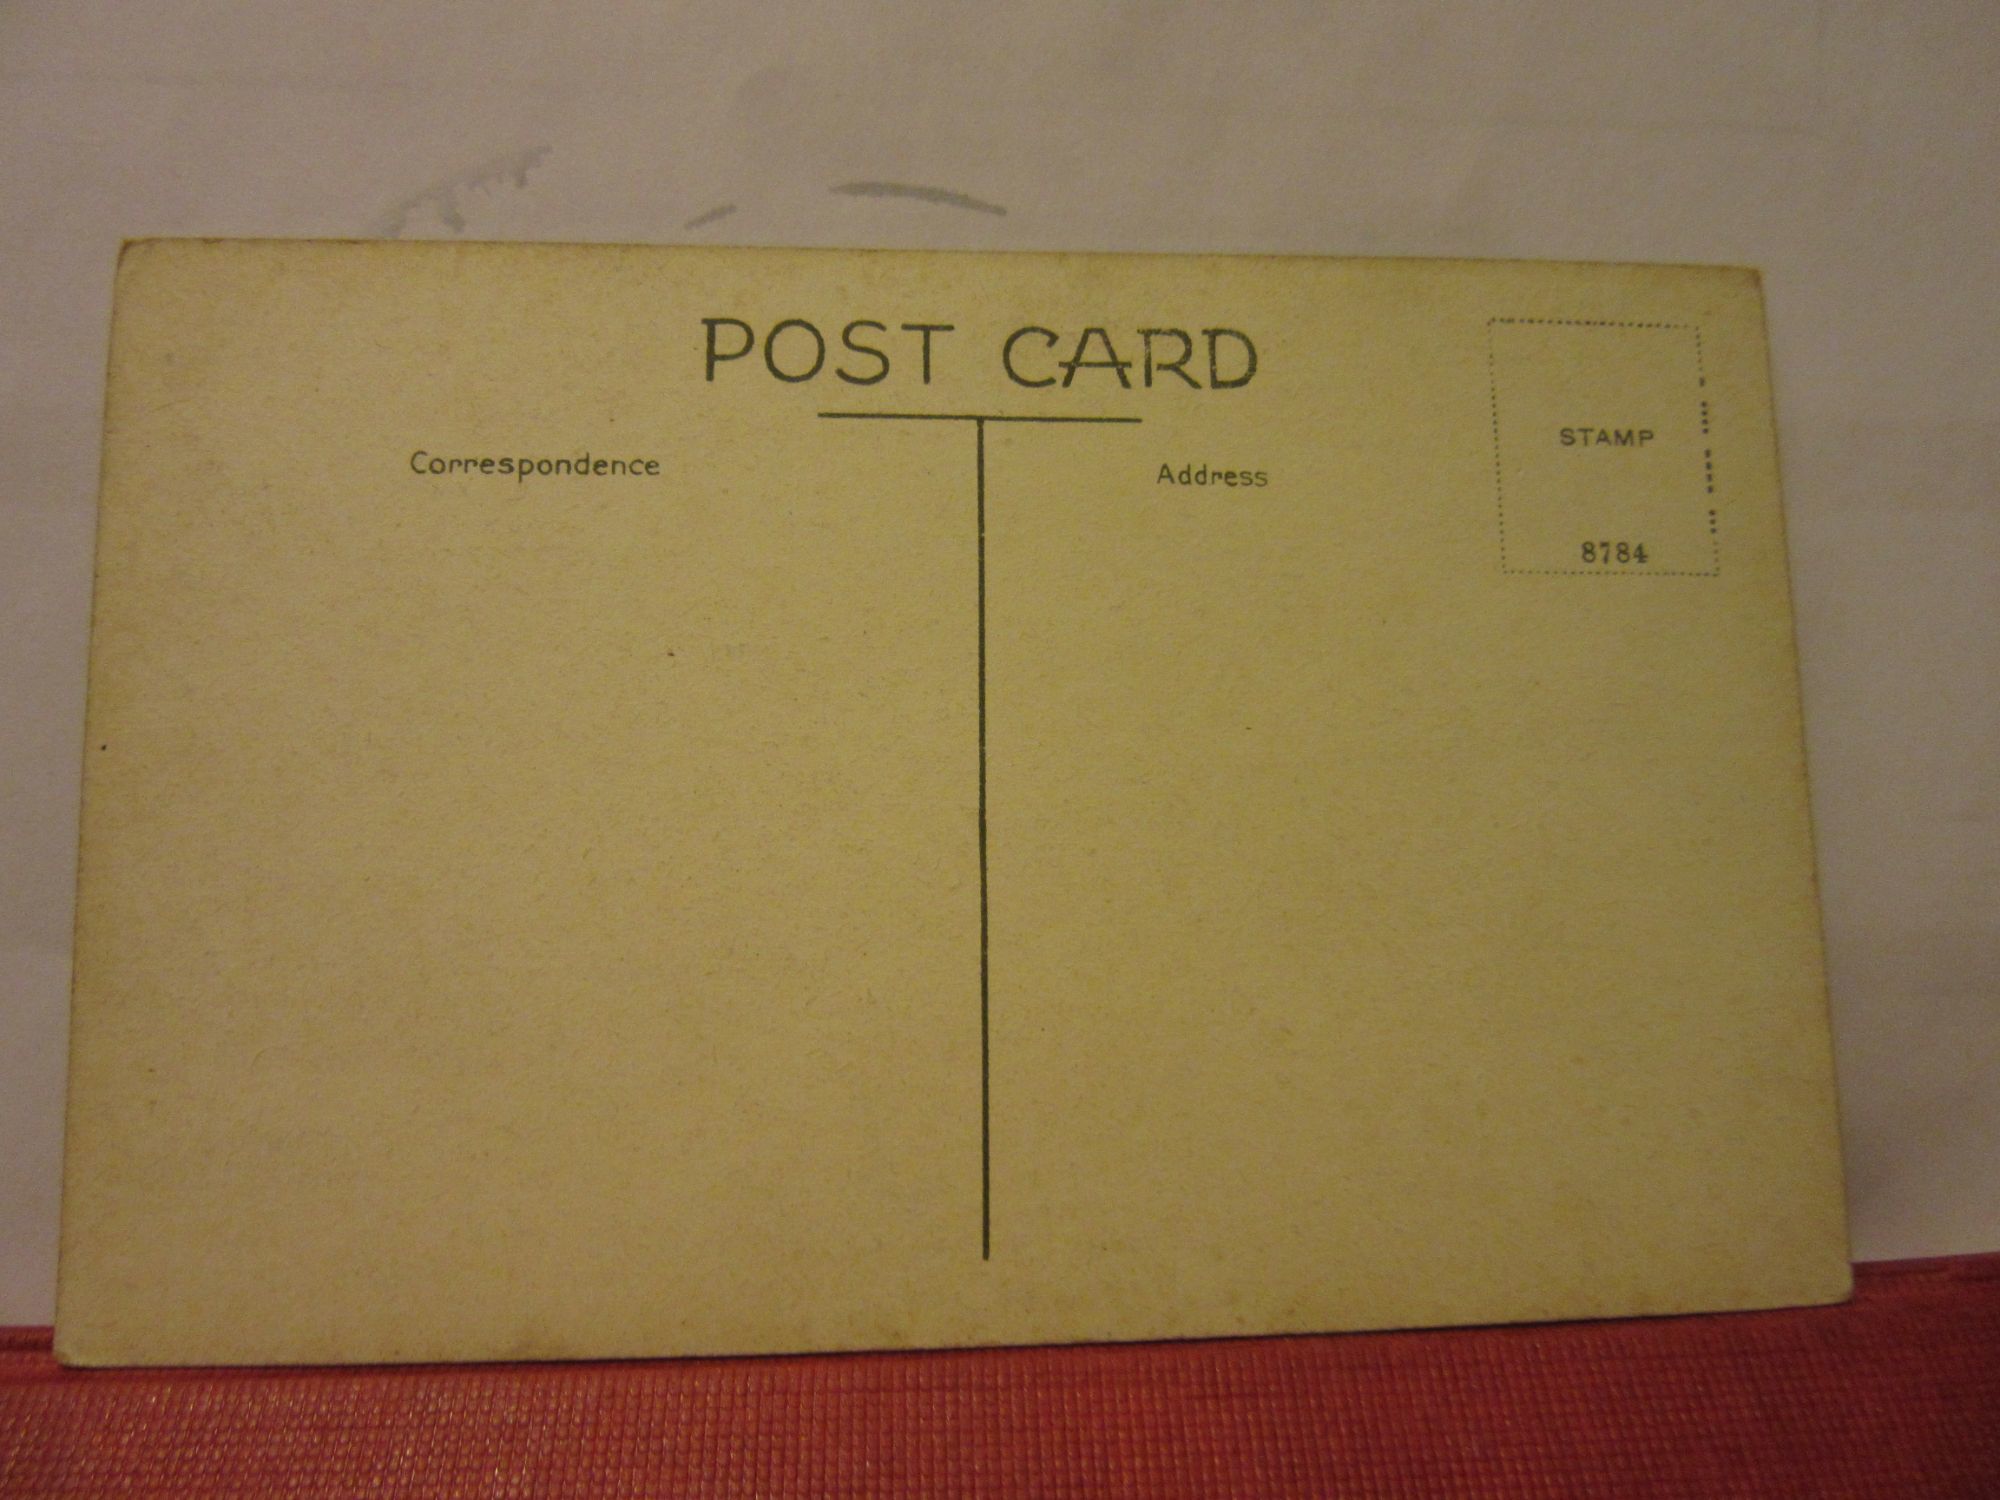 POST CARD
Correspondence
Address
STAMP
8784